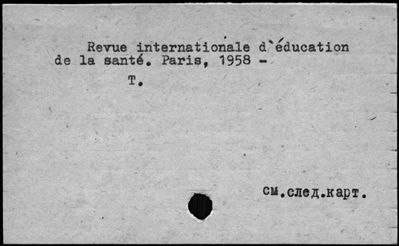 Revue internationale d'éducation
de la santé. Paris, 1958 -
T.
см.след.карт.